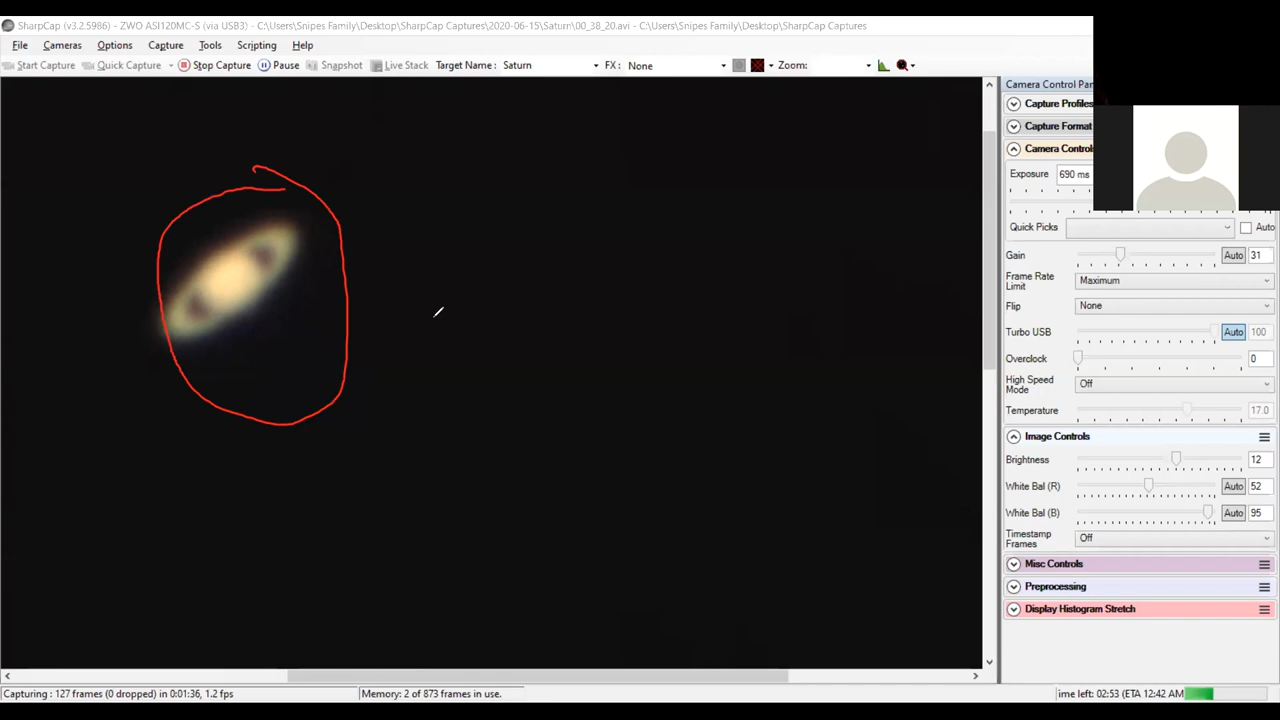 SharpCap (v3.2.5986) - ZWO ASI120MC-S (via USB3) - C:\Users\Snipes Family\Desktop\SharpCap Captures\2020-06-15\Saturn\00_38_20.avi - C:\Users\Snipes Family\Desktop\SharpCap Captures
File Cameras Options Capture Tools Scripting Help
Start Capture Quick Capture Stop Capture Pause Snapshot Live Stack Target Name : Saturn FX : None Zoom:
Camera Control Pan
Capture Profiles
Capture Format
Camera Controls
Exposure 690 ms
Quick Picks Auto
Gain Auto 31
Frame Rate
Limit Maximum
Flip None
Turbo USB Auto 100
Overclock 0
High Speed
Mode Off
Temperature 17.0
Image Controls
Brightness 12
White Bal (R) Auto 52
White Bal (B) Auto 95
Timestamp
Frames Off
Misc Controls
Preprocessing
Display Histogram Stretch
Capturing : 127 frames (0 dropped) in 0:01:36, 1.2 fps Memory: 2 of 873 frames in use. ime left: 02:53 (ETA 12:42 AM